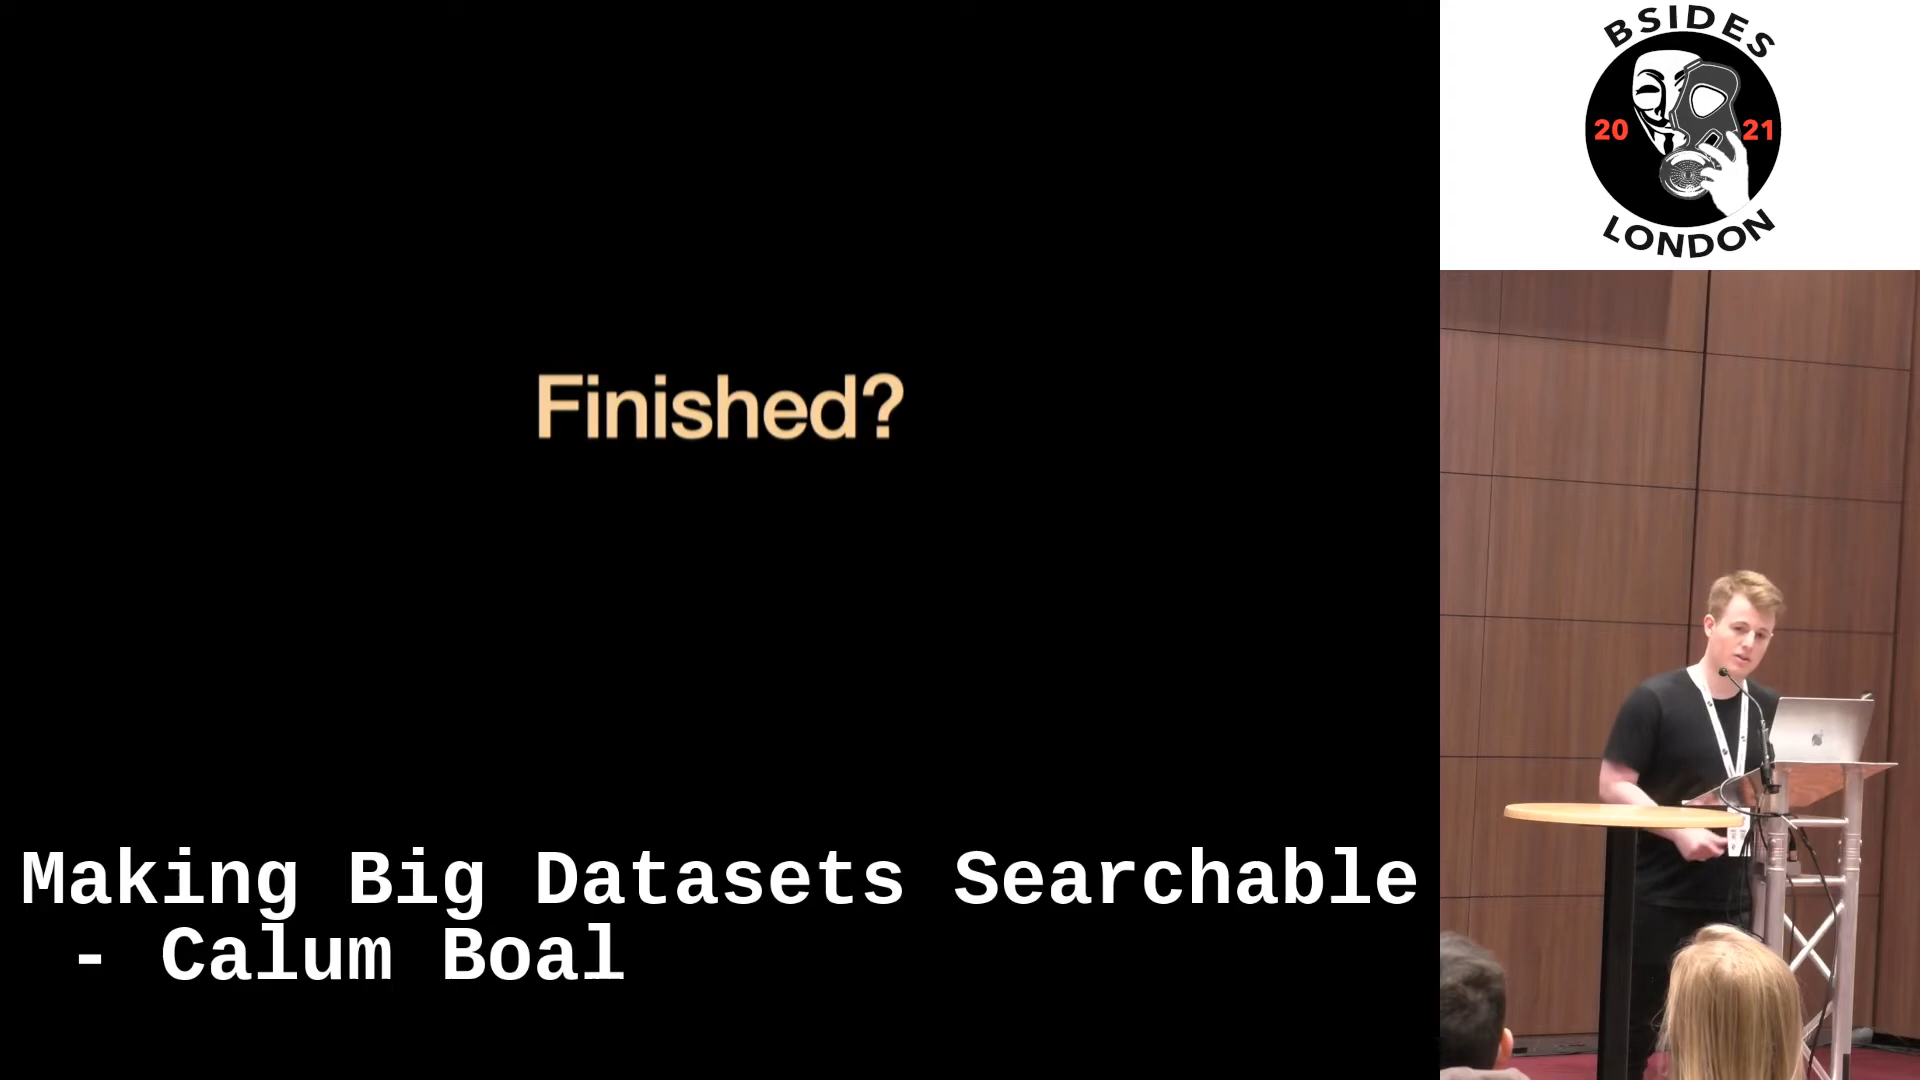 Finished?
Making Big Datasets Searchable
- Calum Boal
BSIDES
20 21
LONDON